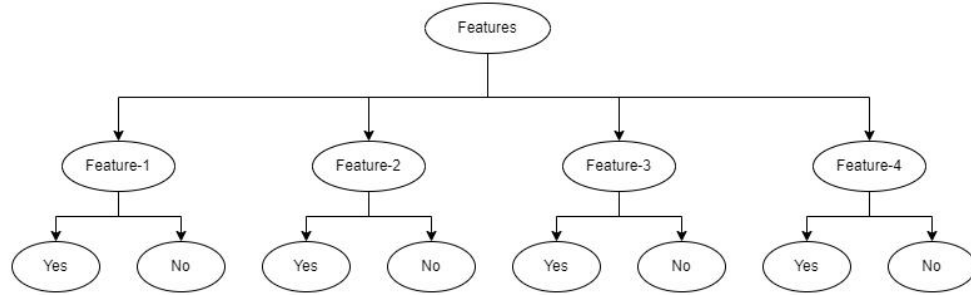 Features
Feature-1
Feature-2
Feature-3
Feature-4
Yes
No
Yes
No
Yes
No
Yes
No